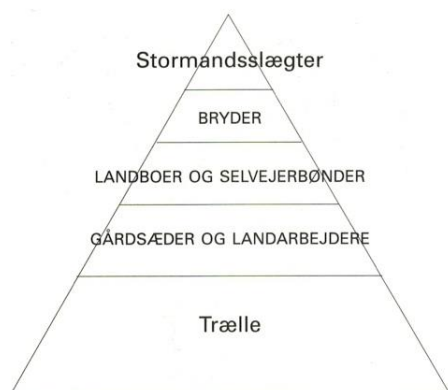 Stormandsslægter
BRYDER
LANDBOER OG SELVEJERBØNDER
GÅRDSÆDER OG LANDARBEJDERE
Trælle